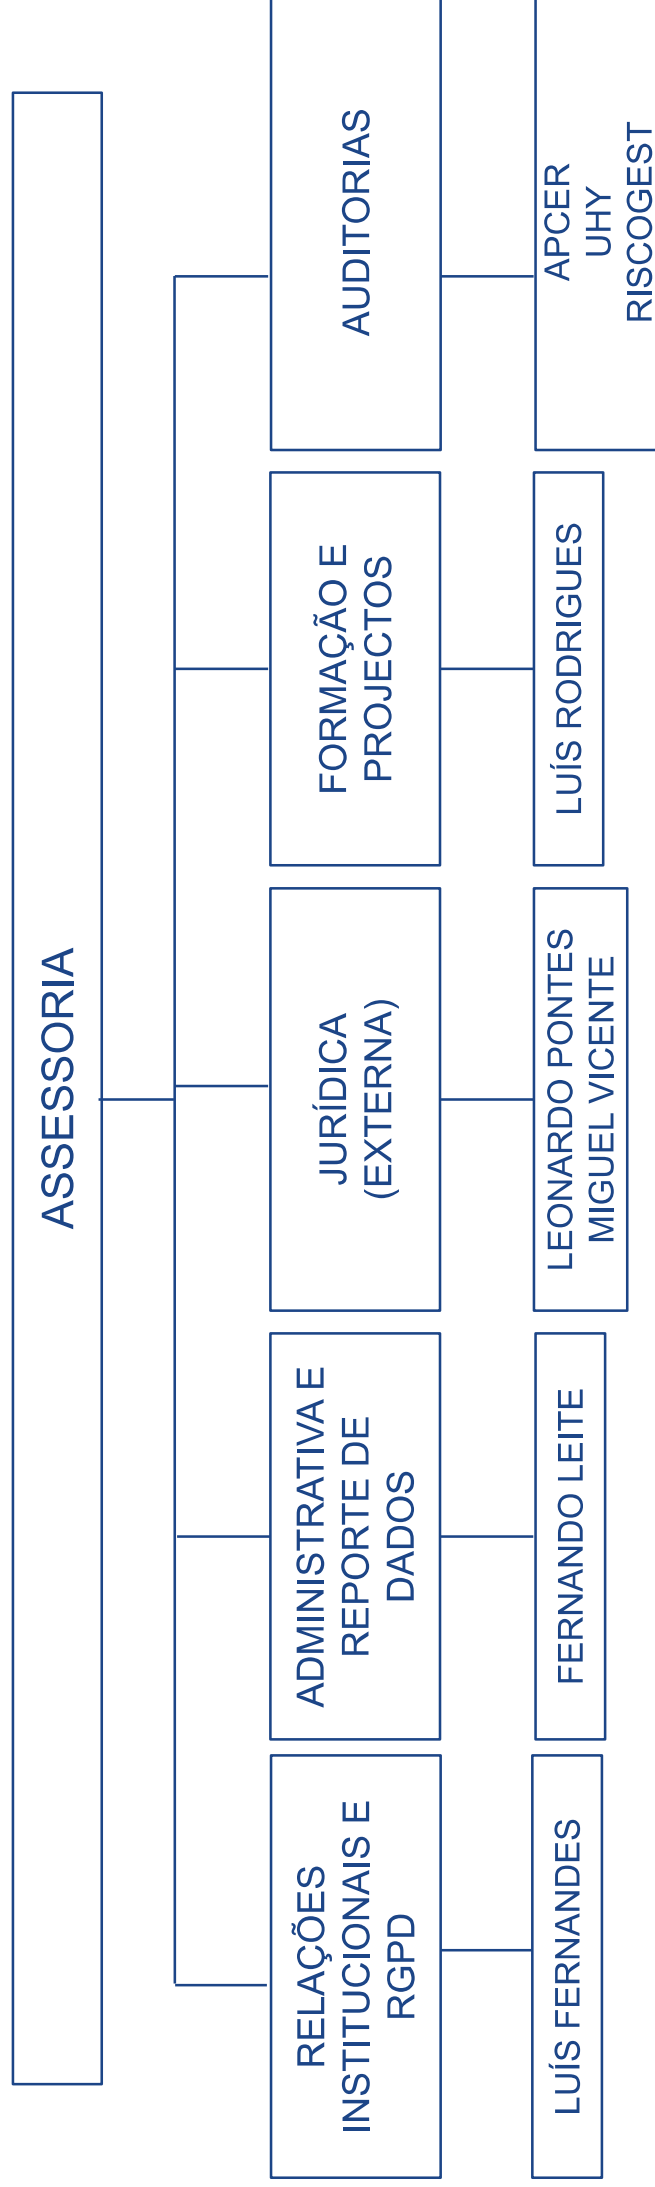 ASSESSORIA
RELAÇÕES
INSTITUCIONAIS E
RGPD
ADMINISTRATIVA E
REPORTE DE
DADOS
JURÍDICA
(EXTERNA)
FORMAÇÃO E
PROJECTOS
AUDITORIAS
LUÍS FERNANDES
FERNANDO LEITE
LEONARDO PONTES
MIGUEL VICENTE
LUÍS RODRIGUES
APCER
UHY
RISCOGEST